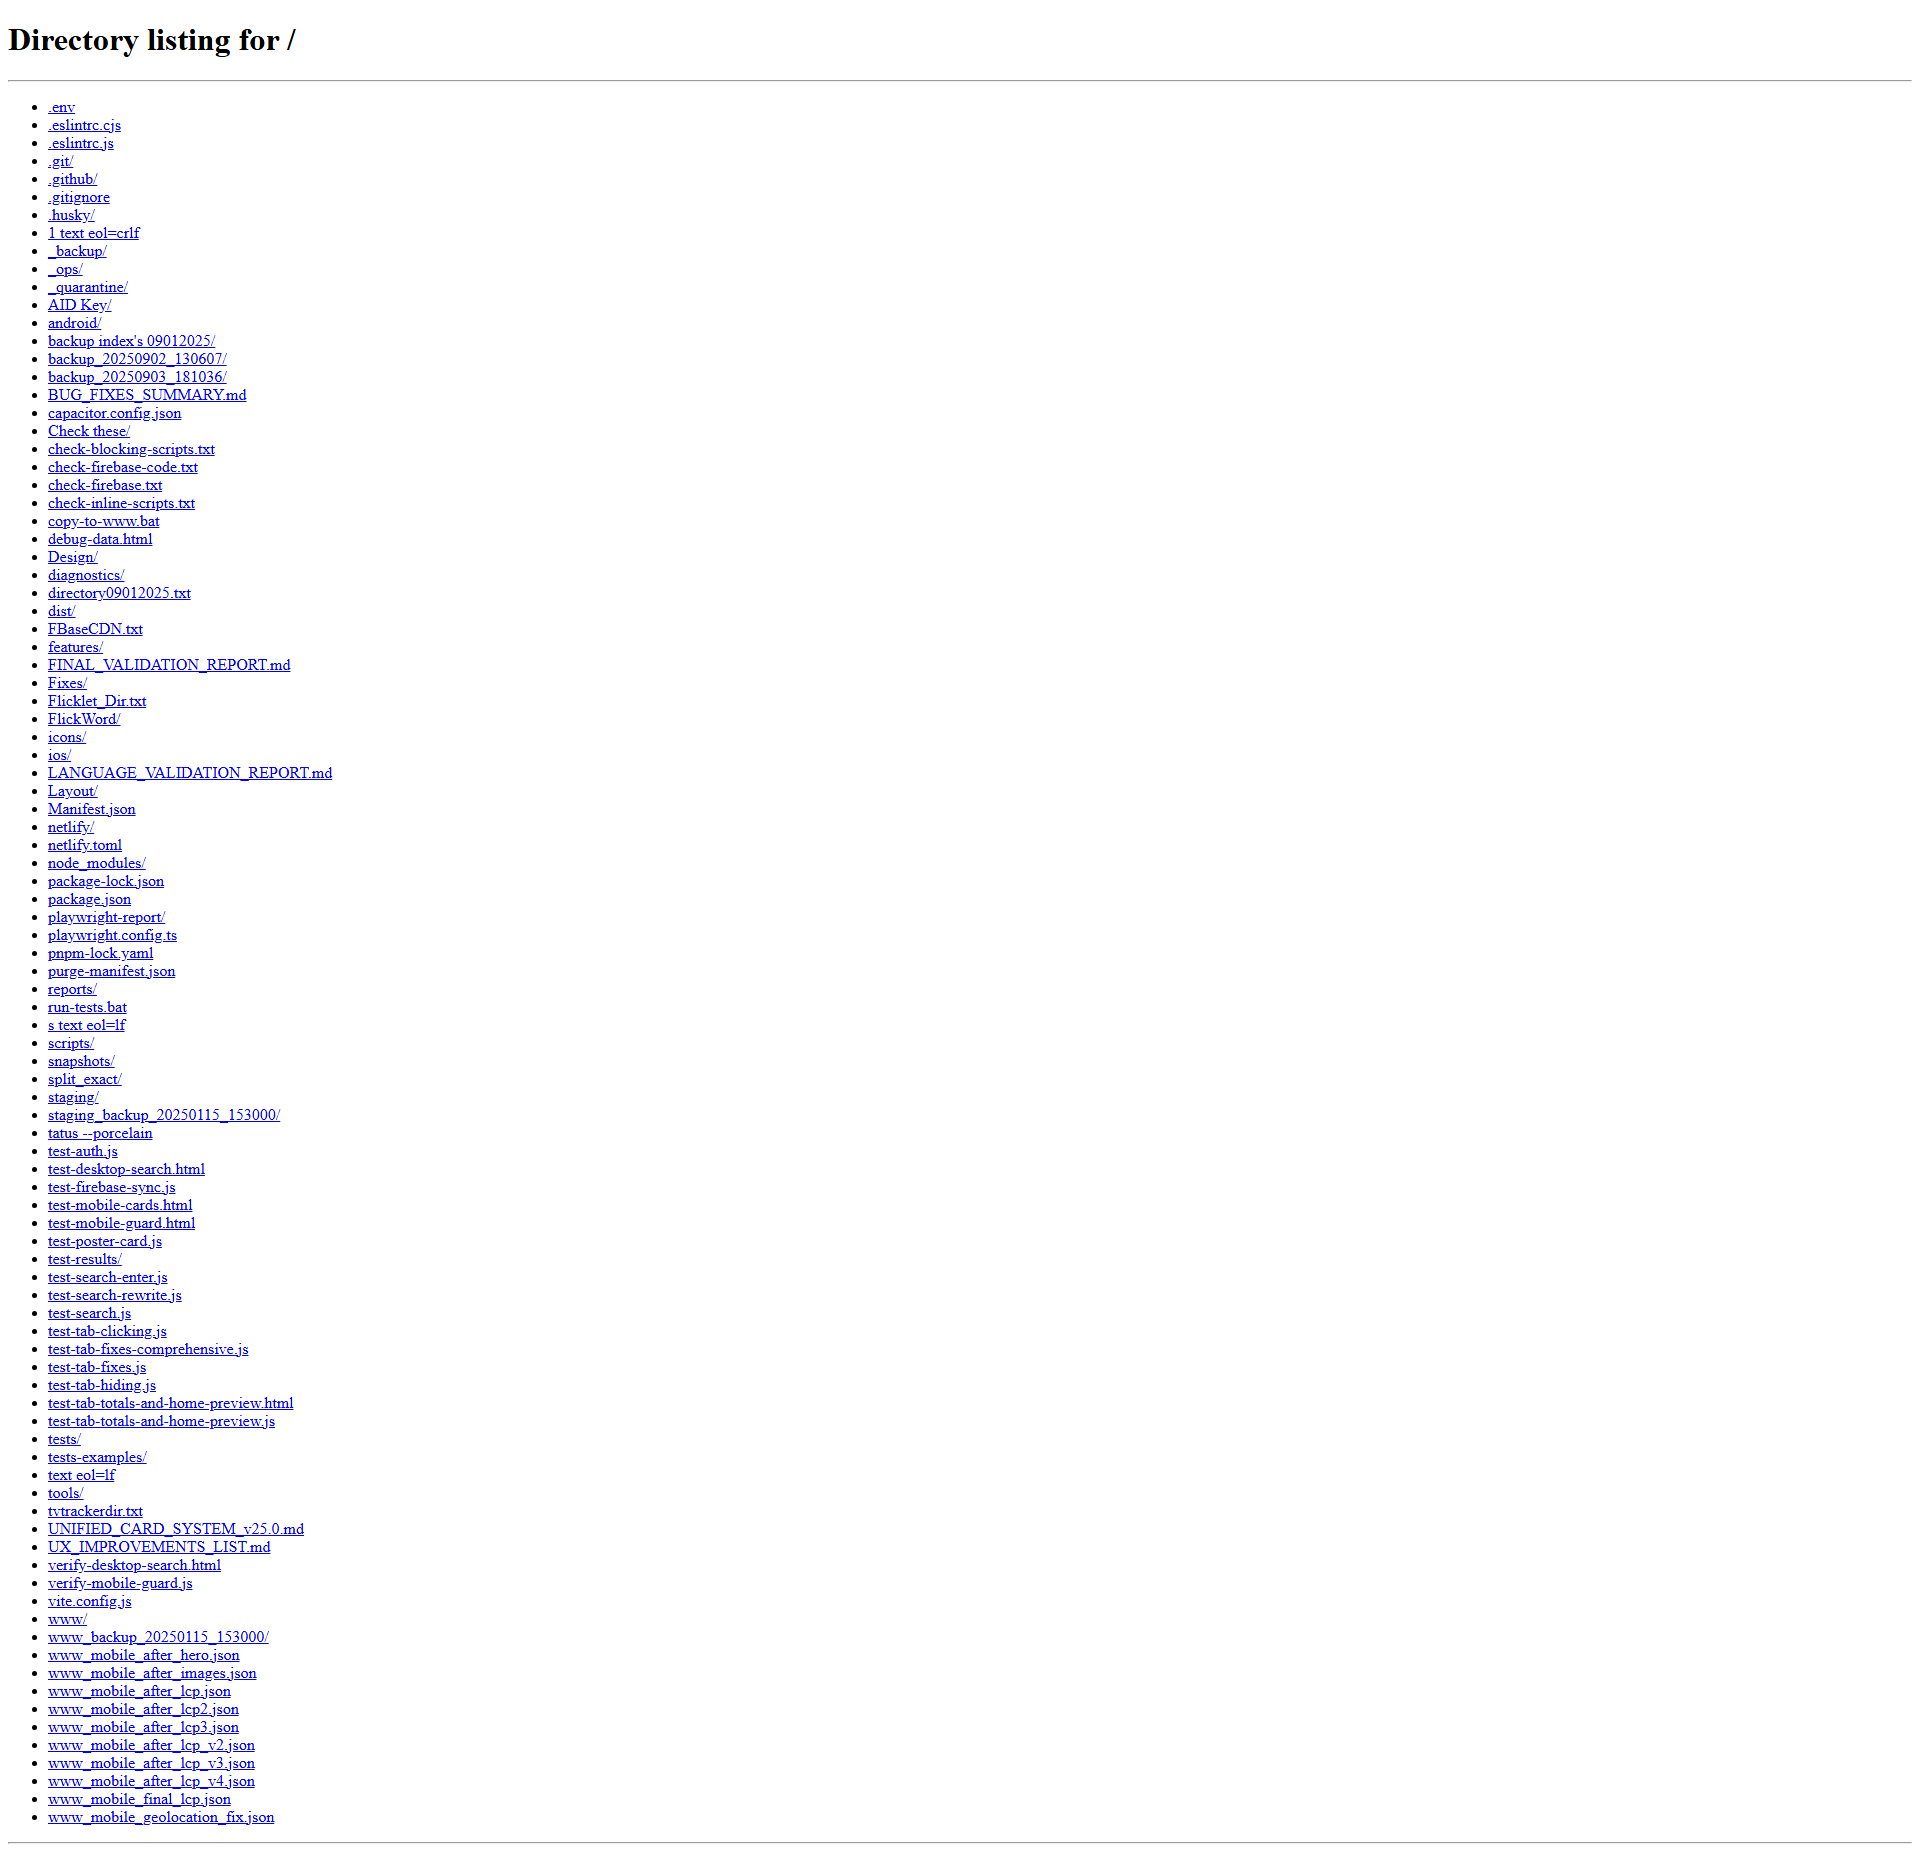 Directory listing for /
.env
.eslintrc.cjs
.eslintrc.js
.git/
.github/
.gitignore
.husky/
1 text eol=crlf
_backup/
_ops/
_quarantine/
AID Key/
android/
backup index's 09012025/
backup_20250902_130607/
backup_20250903_181036/
BUG_FIXES_SUMMARY.md
capacitor.config.json
Check these/
check-blocking-scripts.txt
check-firebase-code.txt
check-firebase.txt
check-inline-scripts.txt
copy-to-www.bat
debug-data.html
Design/
diagnostics/
directory09012025.txt
dist/
FBaseCDN.txt
features/
FINAL_VALIDATION_REPORT.md
Fixes/
Flicklet_Dir.txt
FlickWord/
icons/
ios/
LANGUAGE_VALIDATION_REPORT.md
Layout/
Manifest.json
netlify/
netlify.toml
node_modules/
package-lock.json
package.json
playwright-report/
playwright.config.ts
pnpm-lock.yaml
purge-manifest.json
reports/
run-tests.bat
s text eol=lf
scripts/
snapshots/
split_exact/
staging/
staging_backup_20250115_153000/
tatus --porcelain
test-auth.js
test-desktop-search.html
test-firebase-sync.js
test-mobile-cards.html
test-mobile-guard.html
test-poster-card.js
test-results/
test-search-enter.js
test-search-rewrite.js
test-search.js
test-tab-clicking.js
test-tab-fixes-comprehensive.js
test-tab-fixes.js
test-tab-hiding.js
test-tab-totals-and-home-preview.html
test-tab-totals-and-home-preview.js
tests/
tests-examples/
text eol=lf
tools/
tvtrackerdir.txt
UNIFIED_CARD_SYSTEM_v25.0.md
UX_IMPROVEMENTS_LIST.md
verify-desktop-search.html
verify-mobile-guard.js
vite.config.js
www/
www_backup_20250115_153000/
www_mobile_after_hero.json
www_mobile_after_images.json
www_mobile_after_lcp.json
www_mobile_after_lcp2.json
www_mobile_after_lcp3.json
www_mobile_after_lcp_v2.json
www_mobile_after_lcp_v3.json
www_mobile_after_lcp_v4.json
www_mobile_final_lcp.json
www_mobile_geolocation_fix.json